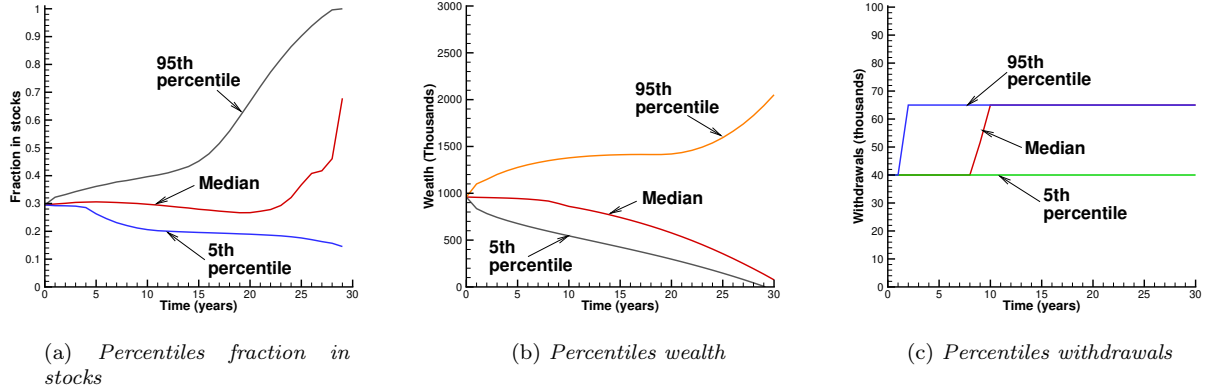 Fraction in stocks
1
0.9
0.8
0.7
0.6
0.5
0.4
0.3
0.2
0.1
0
95th
percentile
Median
5th
percentile
0 5 10 15 20 25 30
Time (years)
(a) Percentiles fraction in
stocks
Wealth (Thousands)
3000
2500
2000
1500
1000
500
0
95th
percentile
Median
5th
percentile
0 5 10 15 20 25 30
Time (years)
(b) Percentiles wealth
Withdrawals (thousands)
100
90
80
70
60
50
40
30
20
10
0
95th
percentile
Median
5th
percentile
0 10 20 30
Time (years)
(c) Percentiles withdrawals